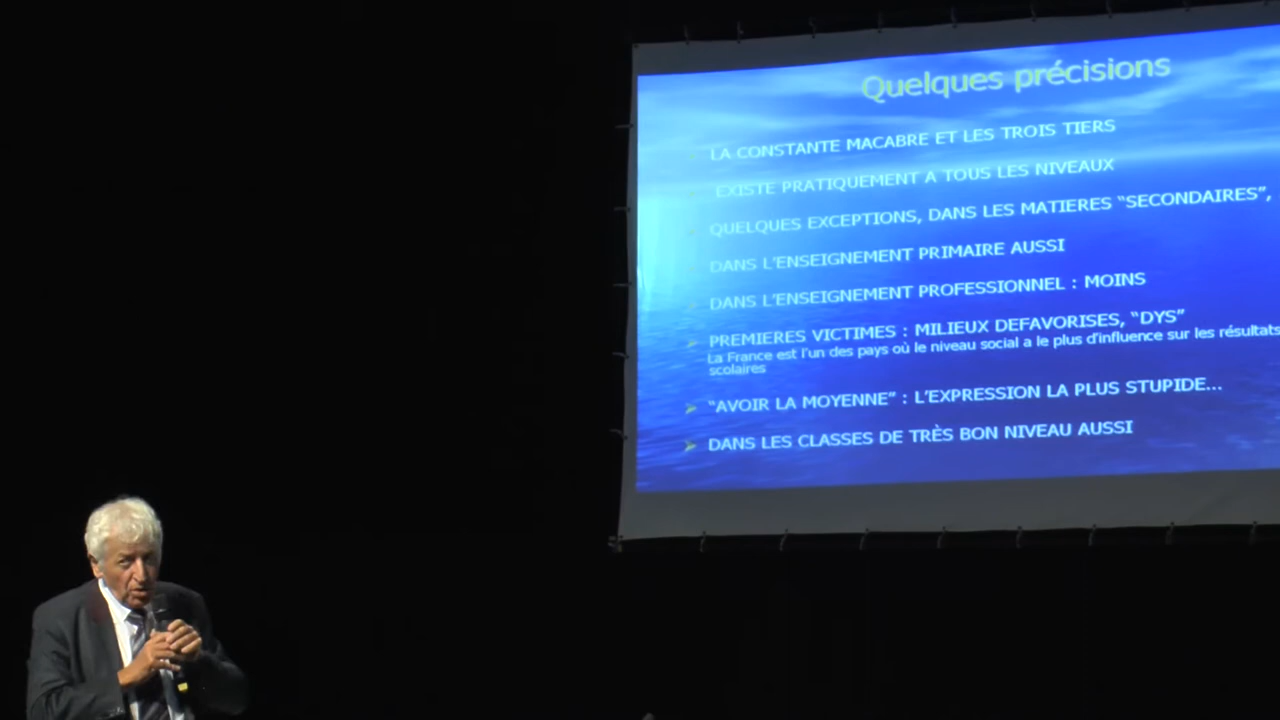 Quelques précisions
LA CONSTANTE MACABRE ET LES TROIS TIERS
EXISTE PRATIQUEMENT A TOUS LES NIVEAUX
QUELQUES EXCEPTIONS, DANS LES MATIERES “SECONDAIRES”,
DANS L’ENSEIGNEMENT PRIMAIRE AUSSI
DANS L’ENSEIGNEMENT PROFESSIONNEL : MOINS
PREMIERES VICTIMES : MILIEUX DEFAVORISES, “DYS”
La France est l’un des pays où le niveau social a le plus d’influence sur les résultats
scolaires
“AVOIR LA MOYENNE” : L’EXPRESSION LA PLUS STUPIDE...
DANS LES CLASSES DE TRÈS BON NIVEAU AUSSI